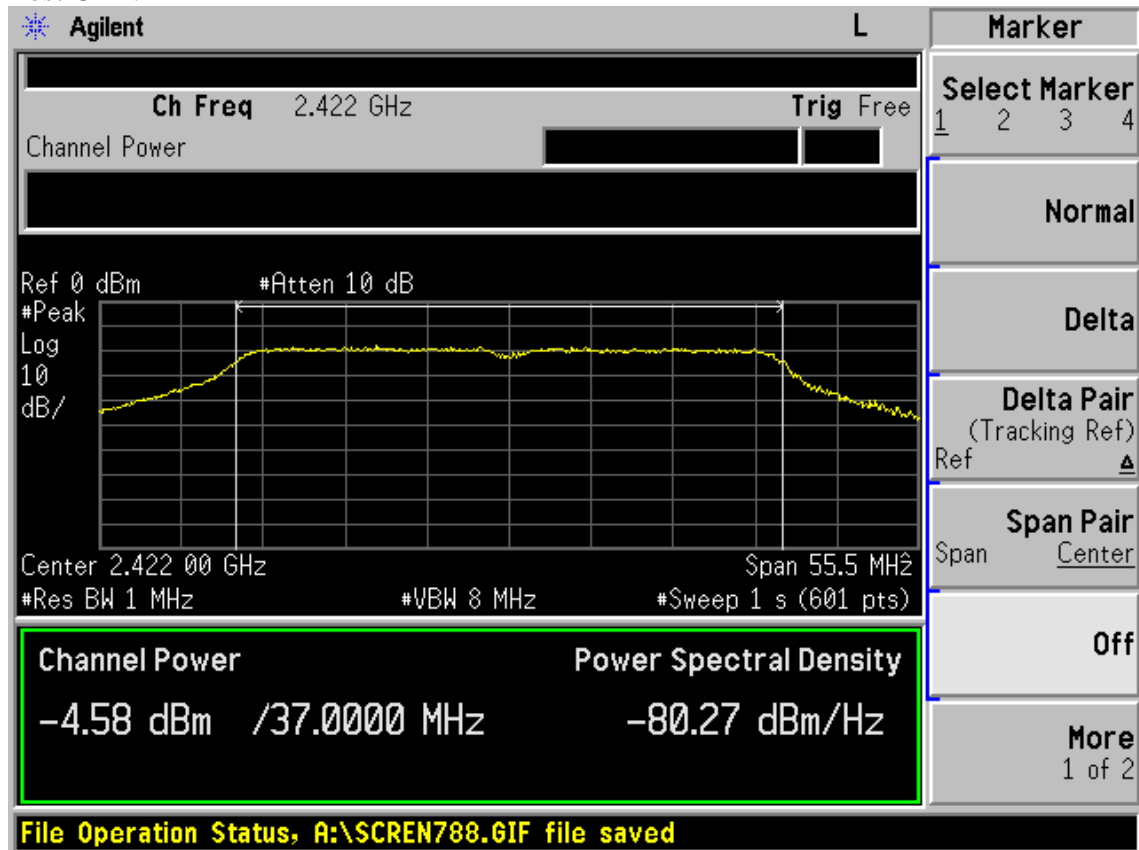 Agilent L
Marker
Ch Freq 2.422 GHz Trig Free
Channel Power
Select Marker
1 2 3 4
Normal
Delta
Delta Pair
(Tracking Ref)
Ref Δ
Span Pair
Span Center
Off
More
1 of 2
Ref 0 dBm #Atten 10 dB
#Peak
Log
10
dB/
Center 2.422 00 GHz Span 55.5 MHz
#Res BW 1 MHz #VBW 8 MHz #Sweep 1 s (601 pts)
Channel Power Power Spectral Density
-4.58 dBm /37.0000 MHz -80.27 dBm/Hz
File Operation Status, A:\SCREN788.GIF file saved